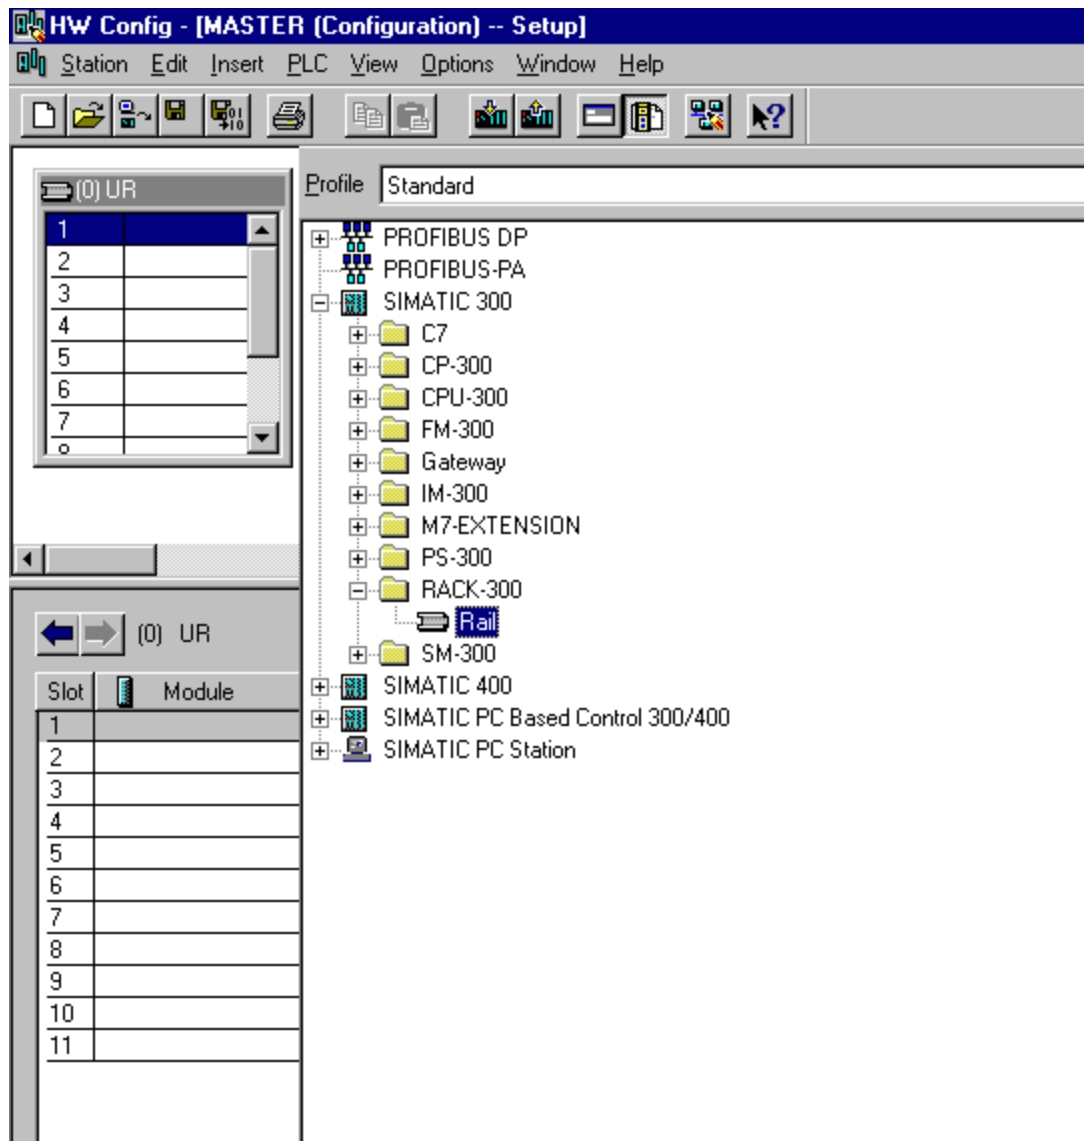 HW Config - [MASTER (Configuration) -- Setup]
Station Edit Insert PLC View Options Window Help
(0) UR
1
2
3
4
5
6
7
Profile Standard
PROFIBUS DP
PROFIBUS-PA
SIMATIC 300
C7
CP-300
CPU-300
FM-300
Gateway
IM-300
M7-EXTENSION
PS-300
RACK-300
Rail
SM-300
SIMATIC 400
SIMATIC PC Based Control 300/400
SIMATIC PC Station
(0) UR
Slot Module
1
2
3
4
5
6
7
8
9
10
11